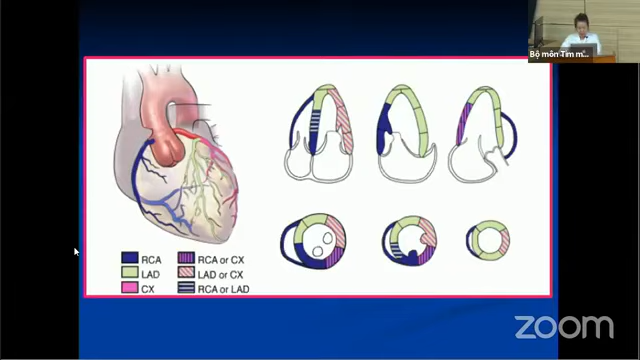 Bộ môn Tim m...
RCA
LAD
CX
RCA or CX
LAD or CX
RCA or LAD
zoom